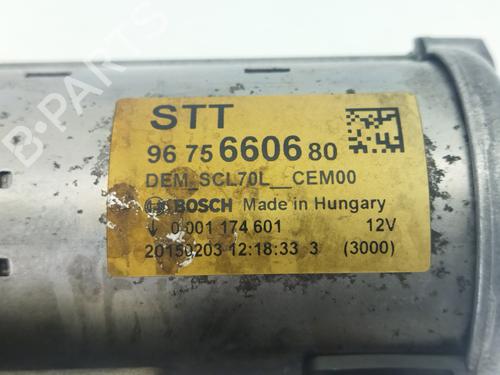 B-PARTS
STT
96 75 6606 80
DEM_SCL70L__CEM00
BOSCH Made in Hungary
0 001 174 601 12V
20150203 12:18:33 3 (3000)